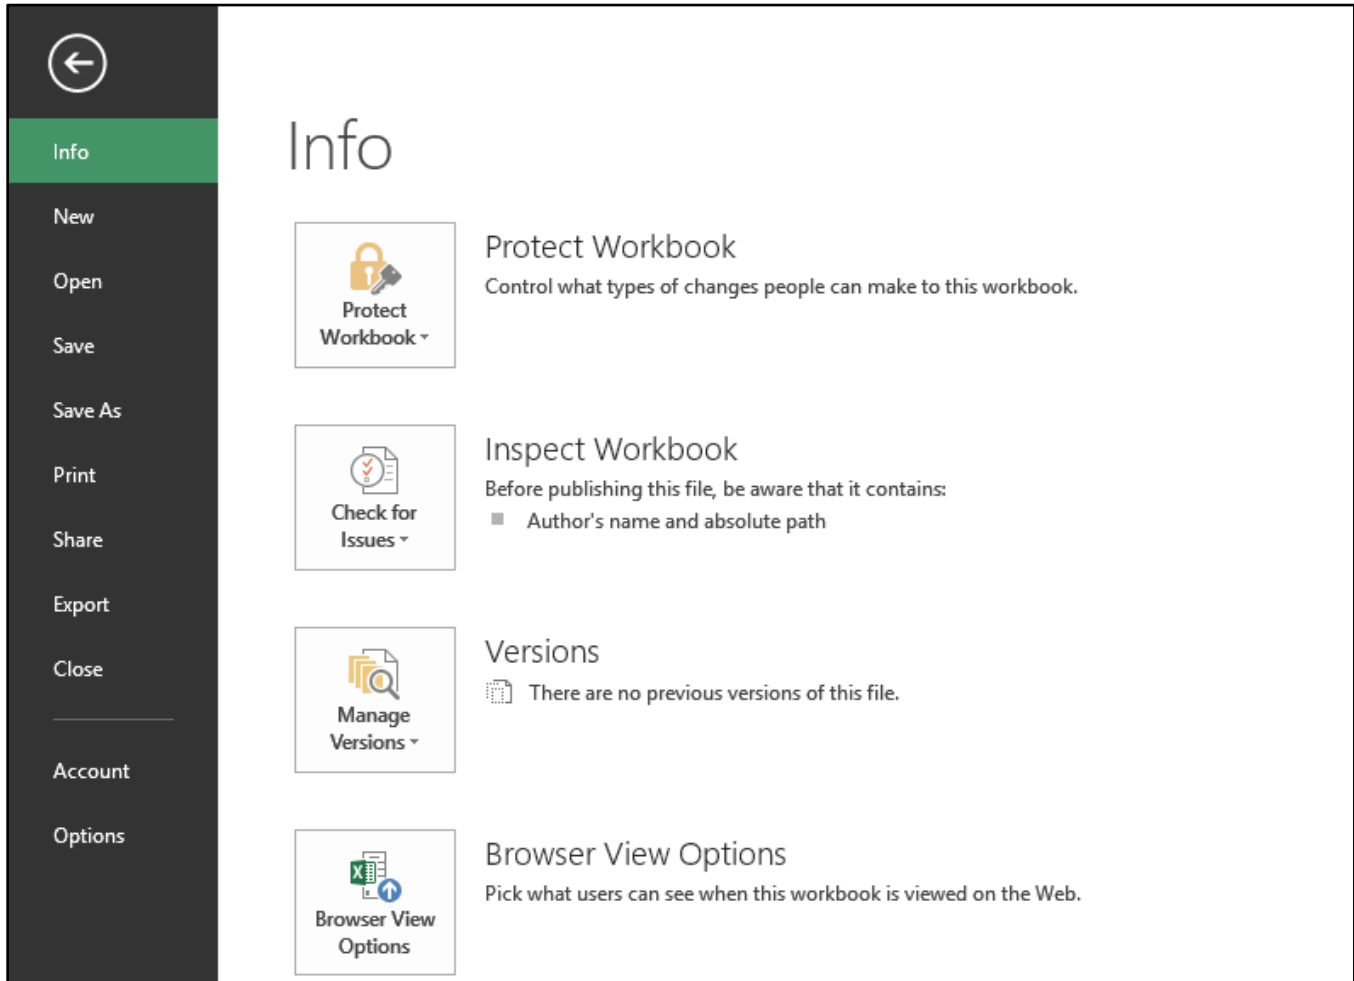 Info
New
Open
Save
Save As
Print
Share
Export
Close
Account
Options
Info
Protect
Workbook
Protect Workbook
Control what types of changes people can make to this workbook.
Check for
Issues
Inspect Workbook
Before publishing this file, be aware that it contains:
Author's name and absolute path
Manage
Versions
Versions
There are no previous versions of this file.
Browser View
Options
Browser View Options
Pick what users can see when this workbook is viewed on the Web.